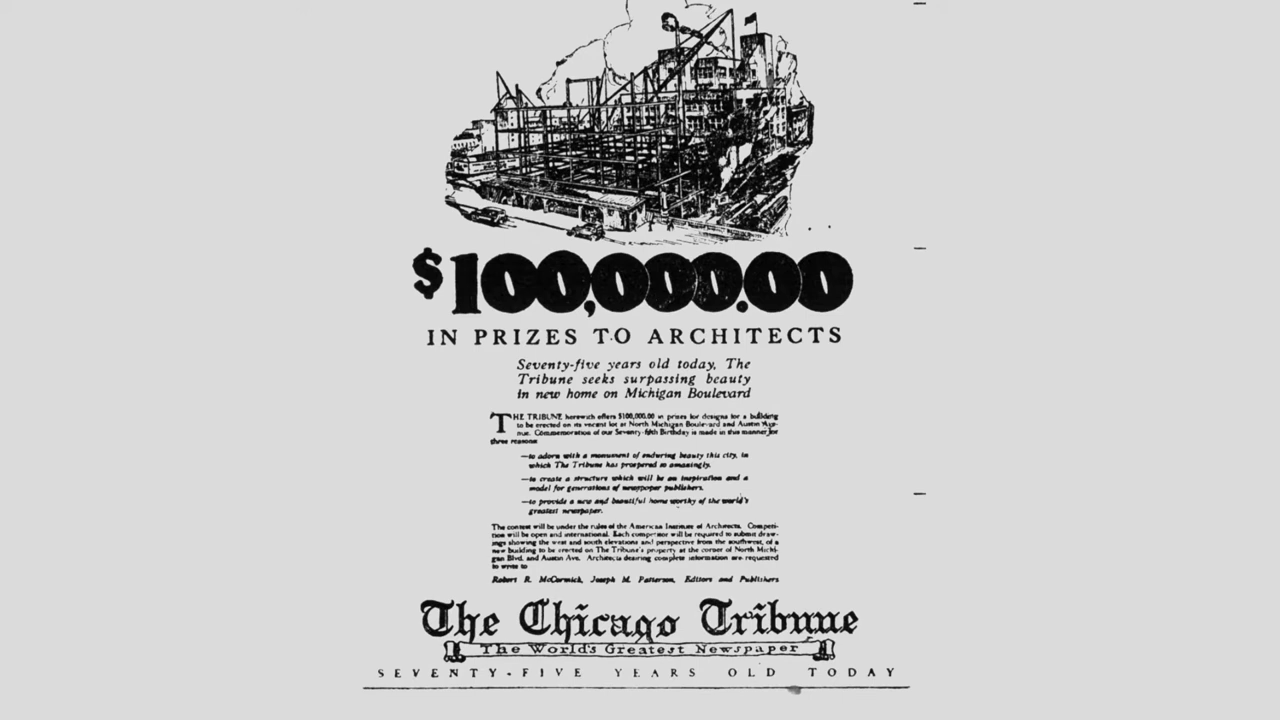 $100,000.00
IN PRIZES TO ARCHITECTS
Seventy-five years old today, The
Tribune seeks surpassing beauty
in new home on Michigan Boulevard
THE TRIBUNE herewith offers $100,000.00 in prizes for designs for a building
to be erected on its vacant lot at North Michigan Boulevard and Austin Ave-
nue. Commemoration of our Seventy-fifth Birthday is made in this manner for
three reasons:
—to adorn with a monument of enduring beauty this city, in
which The Tribune has prospered so amazingly.
—to create a structure which will be an inspiration and a
model for generations of newspaper publishers.
—to provide a new and beautiful home worthy of the world's
greatest newspaper.
The contest will be under the rules of the American Institute of Architects. Competi-
tion will be open and international. Each competitor will be required to submit draw-
ings showing the west and south elevations and perspective from the southwest, of a
new building to be erected on The Tribune's property at the corner of North Michi-
gan Blvd. and Austin Ave. Architects desiring complete information are requested
to write to
Robert R. McCormick, Joseph M. Patterson, Editors and Publishers
The Chicago Tribune
The World's Greatest Newspaper
SEVENTY-FIVE YEARS OLD TODAY